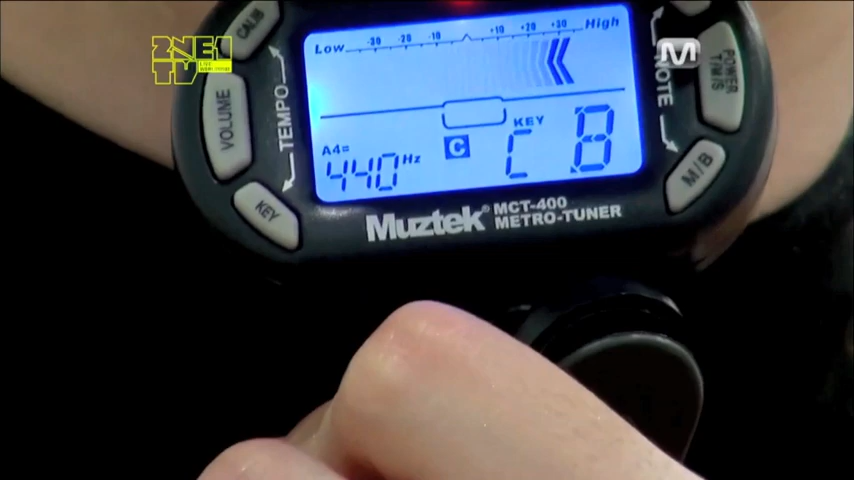 2NE1
TV
LIVE
M
CALIB
VOLUME
KEY
TEMPO
Low -30 -20 -10 +10 +20 +30 High
A4=
440Hz
C
KEY
C
B
NOTE
POWER
T/M/S
M/B
Muztek® MCT-400
METRO-TUNER